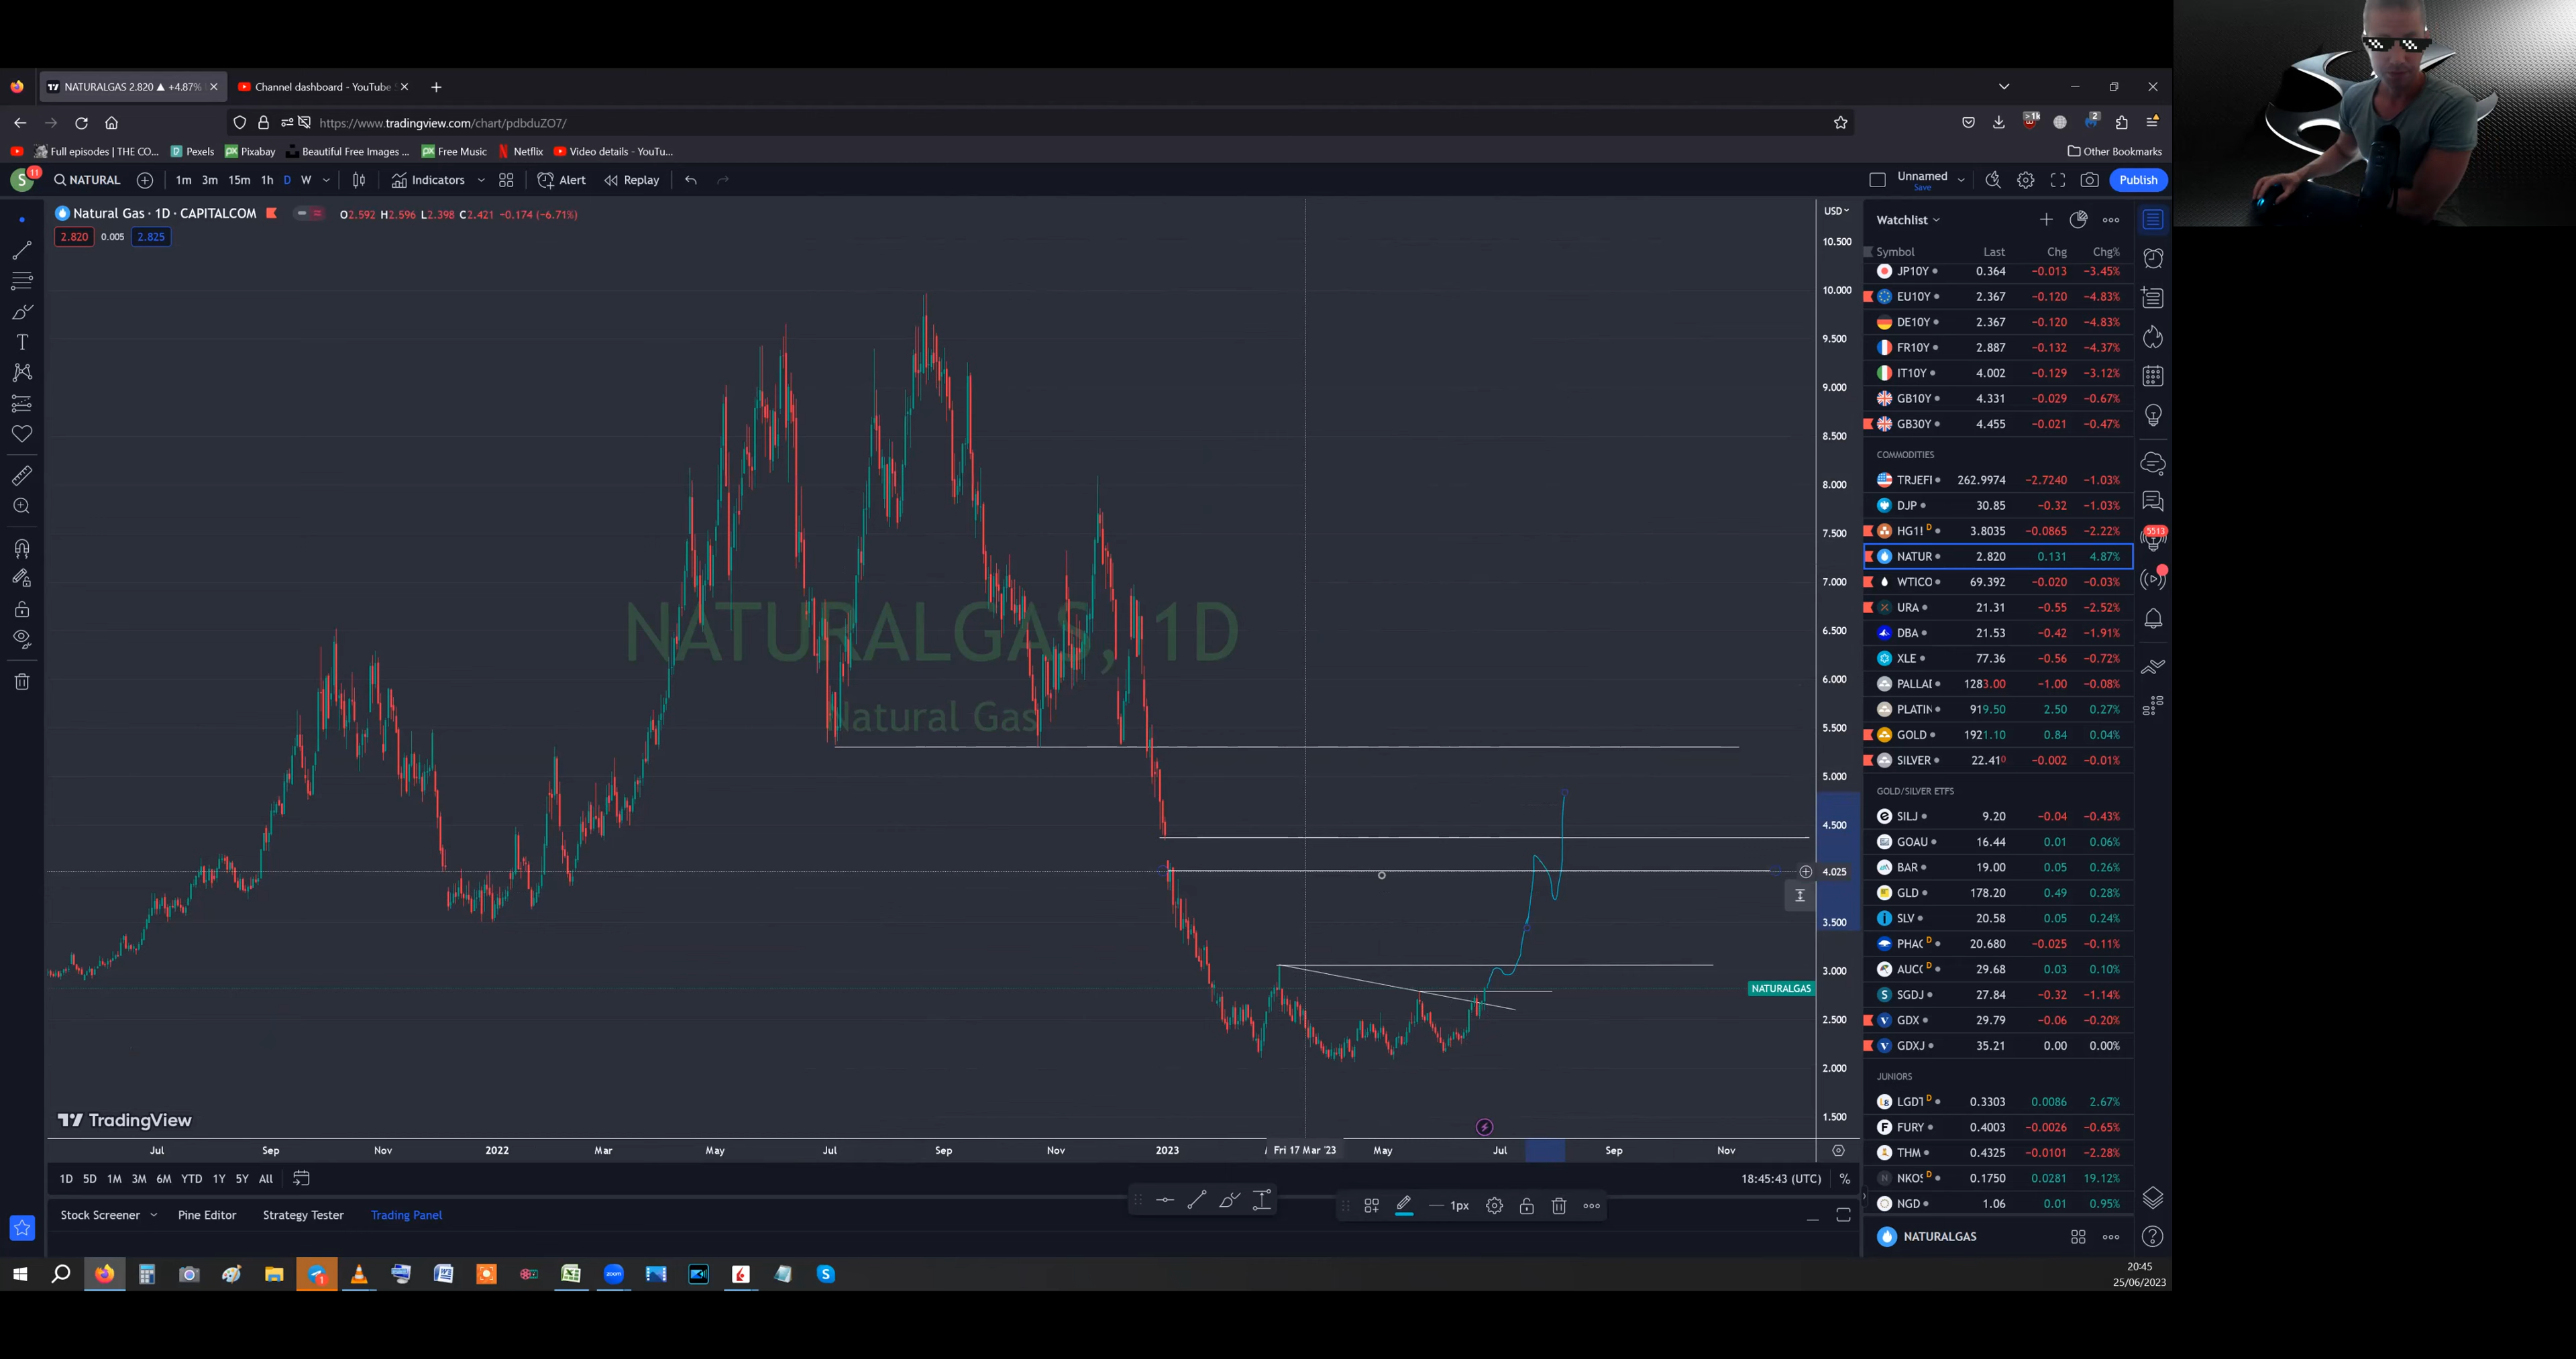 NATURALGAS 2.820 ▲ +4.87%
Channel dashboard - YouTube
https://www.tradingview.com/chart/pdbduZO7/
>1k
2
Full episodes | THE CO...
Pexels
Pixabay
Beautiful Free Images ...
Free Music
Netflix
Video details - YouTu...
Other Bookmarks
S
11
NATURAL
1m 3m 15m 1h D W
Indicators
Alert
Replay
Unnamed
Save
Publish
Natural Gas · 1D · CAPITALCOM
O2.592 H2.596 L2.398 C2.421 −0.174 (−6.71%)
2.820 0.005 2.825
NATURALGAS, 1D
Natural Gas
USD
10.500
10.000
9.500
9.000
8.500
8.000
7.500
7.000
6.500
6.000
5.500
5.000
4.500
4.025
3.500
3.000
NATURALGAS
2.500
2.000
1.500
TradingView
Jul Sep Nov 2022 Mar May Jul Sep Nov 2023 Fri 17 Mar '23 May Jul Sep Nov
1D 5D 1M 3M 6M YTD 1Y 5Y All
18:45:43 (UTC) %
1px
Stock Screener
Pine Editor
Strategy Tester
Trading Panel
Watchlist
Symbol Last Chg Chg%
JP10Y 0.364 −0.013 −3.45%
EU10Y 2.367 −0.120 −4.83%
DE10Y 2.367 −0.120 −4.83%
FR10Y 2.887 −0.132 −4.37%
IT10Y 4.002 −0.129 −3.12%
GB10Y 4.331 −0.029 −0.67%
GB30Y 4.455 −0.021 −0.47%
COMMODITIES
TRJEFI 262.9974 −2.7240 −1.03%
DJP 30.85 −0.32 −1.03%
HG1! D 3.8035 −0.0865 −2.22%
NATUR 2.820 0.131 4.87%
WTICO 69.392 −0.020 −0.03%
URA 21.31 −0.55 −2.52%
DBA 21.53 −0.42 −1.91%
XLE 77.36 −0.56 −0.72%
PALLAI 1283.00 −1.00 −0.08%
PLATIN 919.50 2.50 0.27%
GOLD 1921.10 0.84 0.04%
SILVER 22.410 −0.002 −0.01%
GOLD/SILVER ETFS
SILJ 9.20 −0.04 −0.43%
GOAU 16.44 0.01 0.06%
BAR 19.00 0.05 0.26%
GLD 178.20 0.49 0.28%
SLV 20.58 0.05 0.24%
PHAC D 20.680 −0.025 −0.11%
AUCC D 29.68 0.03 0.10%
SGDJ 27.84 −0.32 −1.14%
GDX 29.79 −0.06 −0.20%
GDXJ 35.21 0.00 0.00%
JUNIORS
LGDT D 0.3303 0.0086 2.67%
FURY 0.4003 −0.0026 −0.65%
THM 0.4325 −0.0101 −2.28%
NKOS D 0.1750 0.0281 19.12%
NGD 1.06 0.01 0.95%
NATURALGAS
5513
20:45
25/06/2023